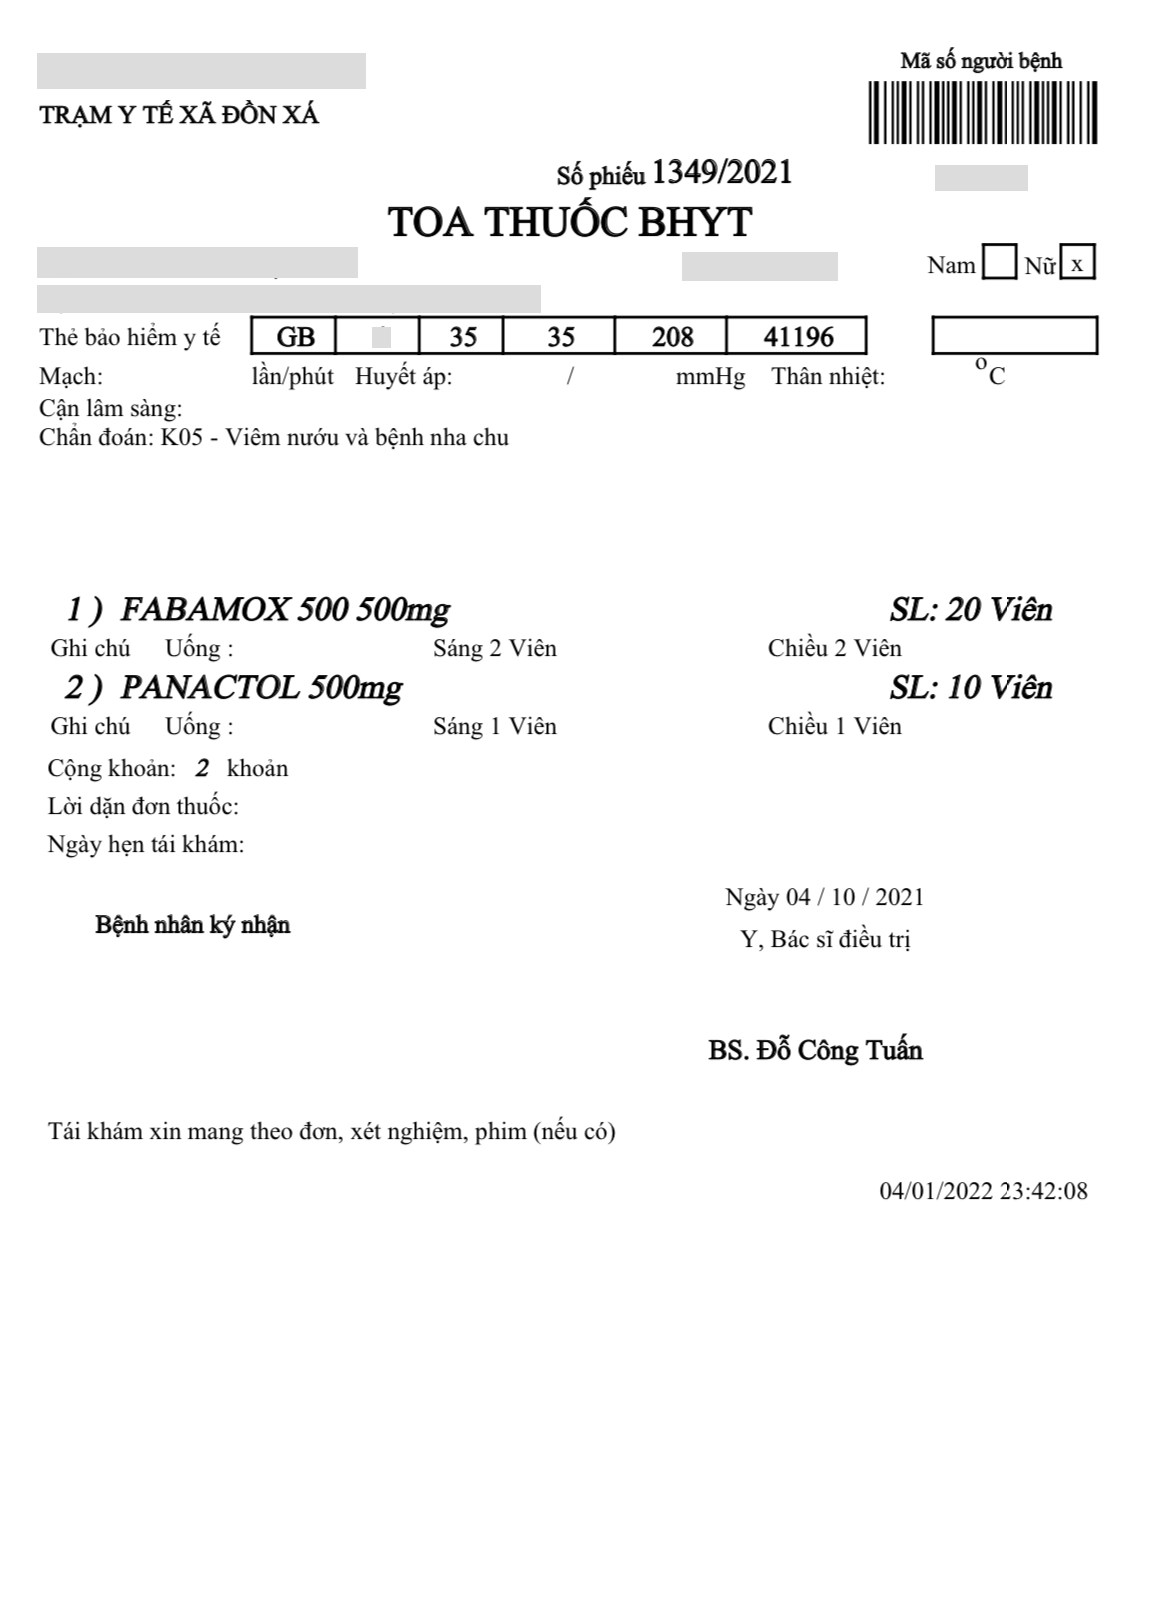 Mã số người bệnh
TRẠM Y TẾ XÃ ĐỒN XÁ
Số phiếu 1349/2021
TOA THUỐC BHYT
Nam Nữ x
Thẻ bảo hiểm y tế GB 35 35 208 41196
Mạch: lần/phút Huyết áp: / mmHg Thân nhiệt: oC
Cận lâm sàng:
Chẩn đoán: K05 - Viêm nướu và bệnh nha chu
1 ) FABAMOX 500 500mg SL: 20 Viên
Ghi chú Uống : Sáng 2 Viên Chiều 2 Viên
2 ) PANACTOL 500mg SL: 10 Viên
Ghi chú Uống : Sáng 1 Viên Chiều 1 Viên
Cộng khoản: 2 khoản
Lời dặn đơn thuốc:
Ngày hẹn tái khám:
Ngày 04 / 10 / 2021
Bệnh nhân ký nhận
Y, Bác sĩ điều trị
BS. Đỗ Công Tuấn
Tái khám xin mang theo đơn, xét nghiệm, phim (nếu có)
04/01/2022 23:42:08